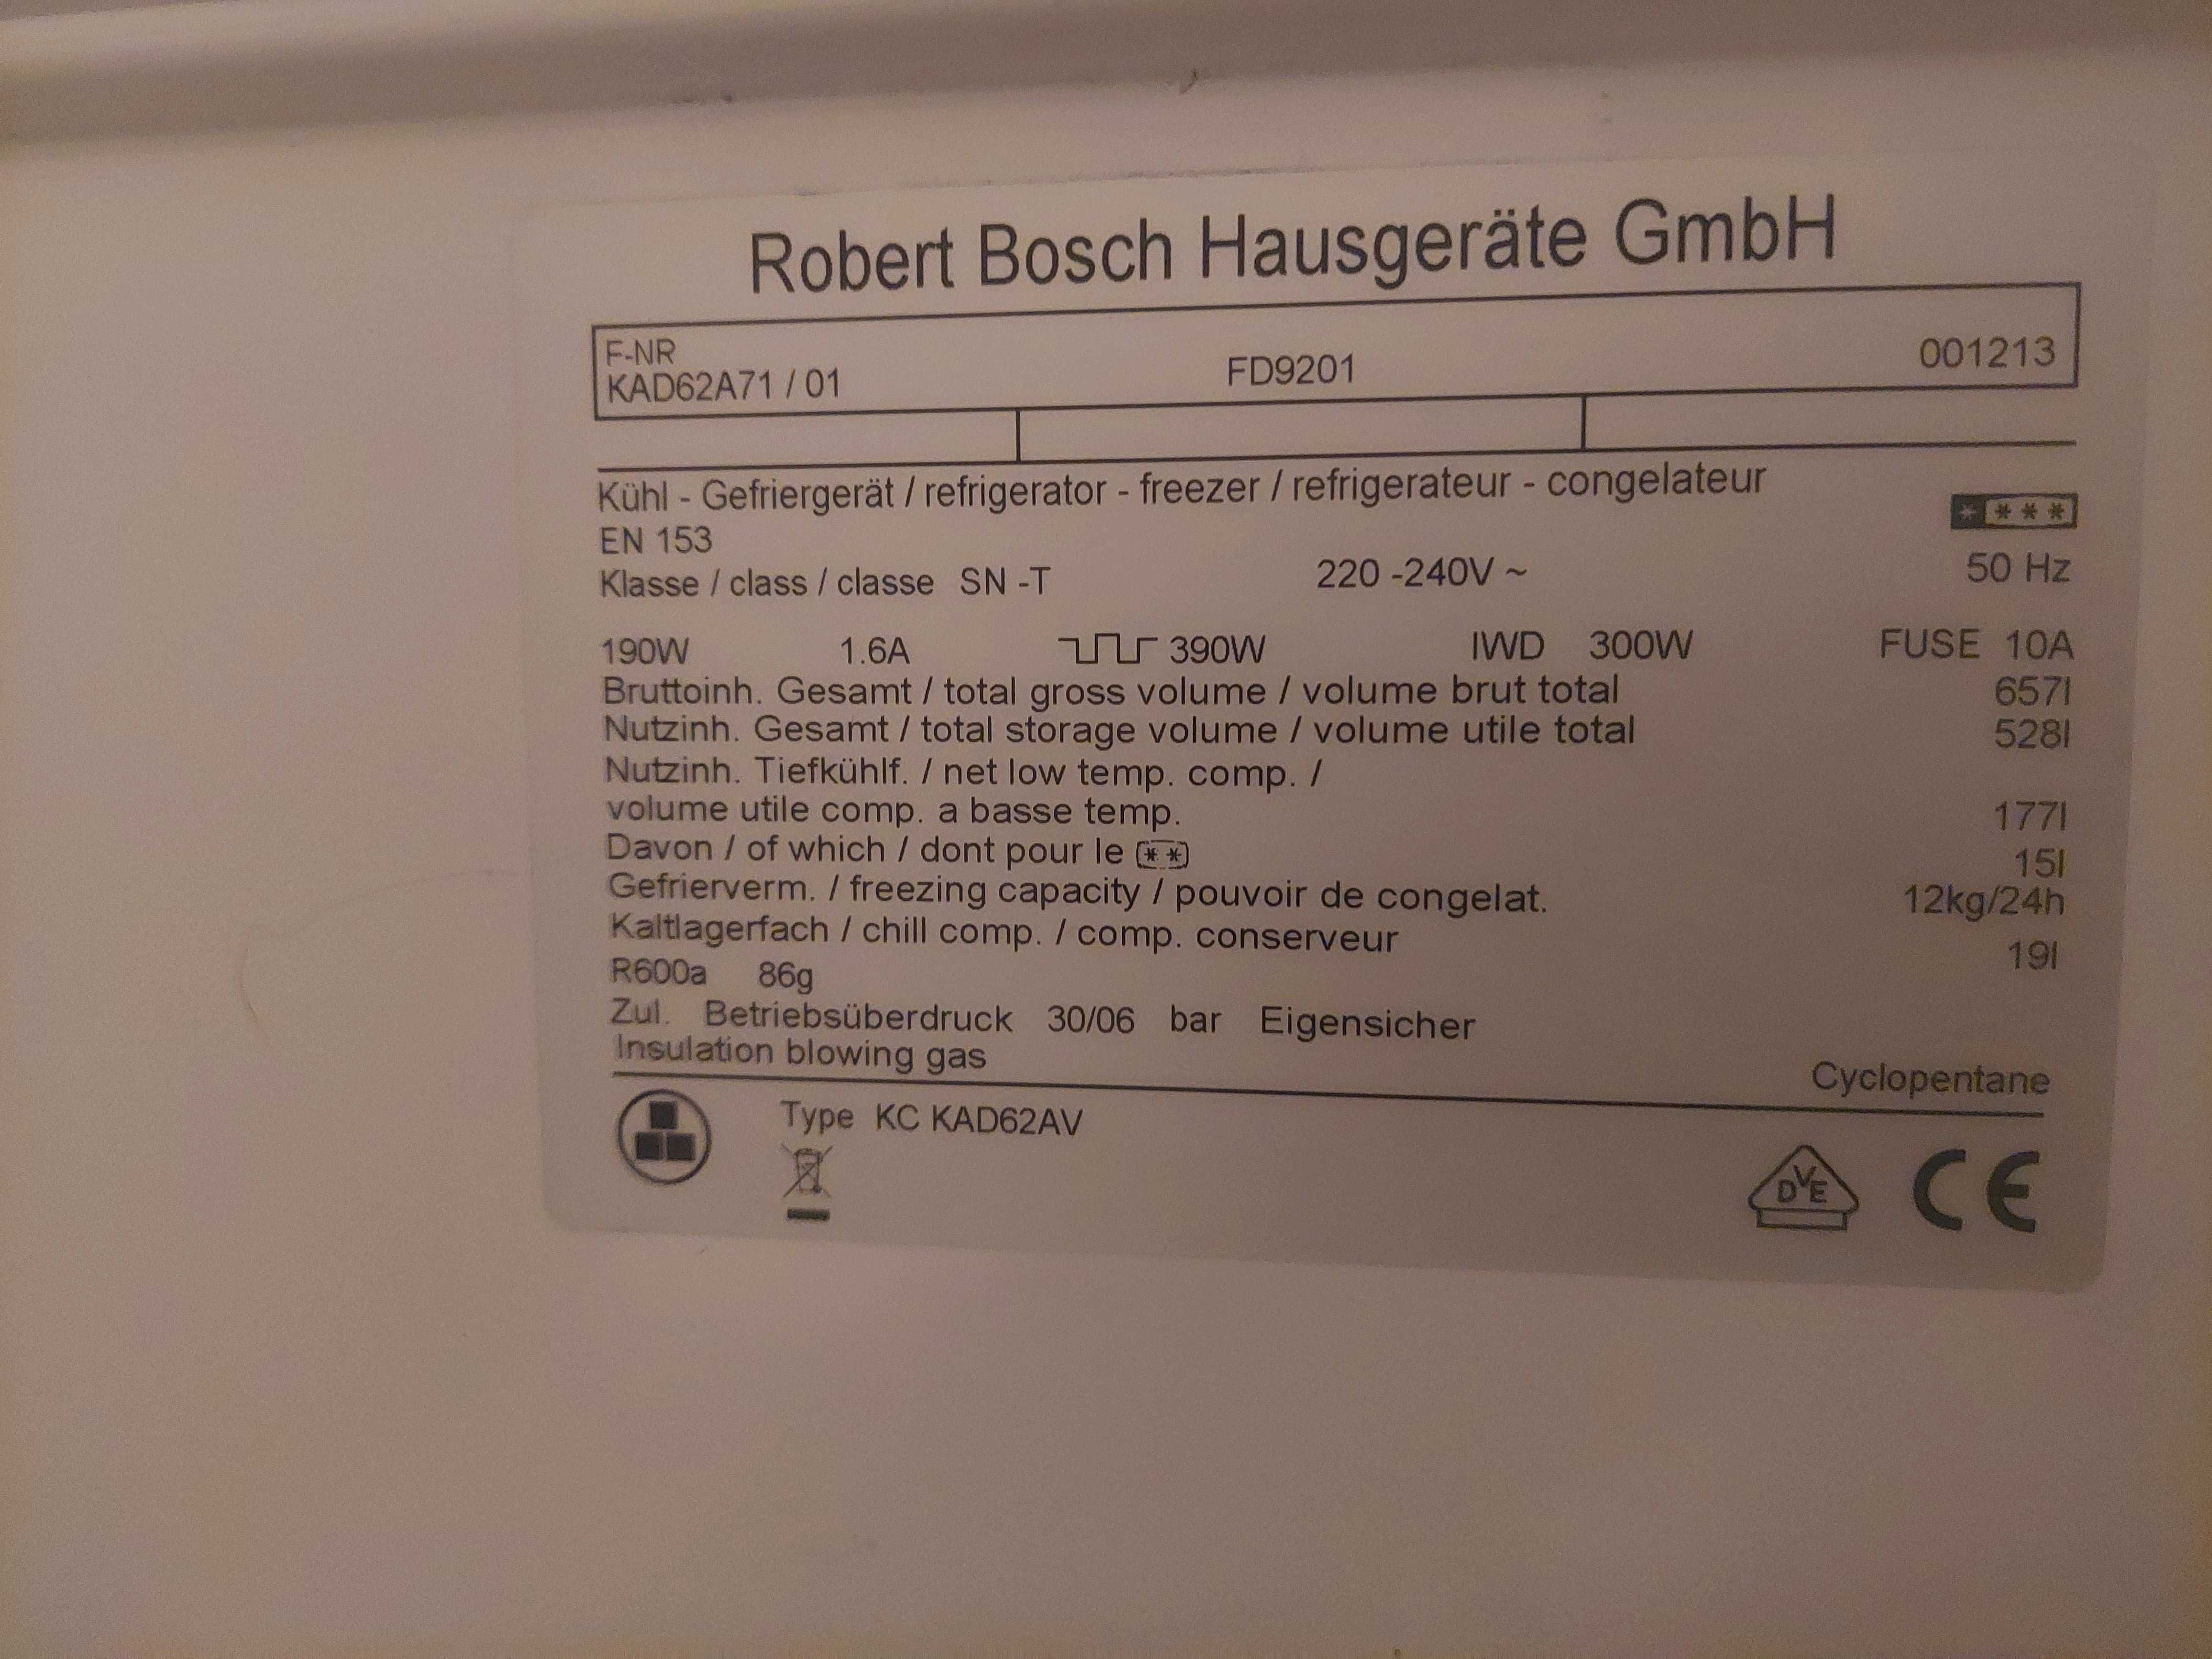 Robert Bosch Hausgeräte GmbH
F-NR
KAD62A71 / 01 FD9201 001213
Kühl - Gefriergerät / refrigerator - freezer / refrigerateur - congelateur
EN 153
Klasse / class / classe SN -T 220 -240V ~ 50 Hz
190W 1.6A 390W IWD 300W FUSE 10A
Bruttoinh. Gesamt / total gross volume / volume brut total 657l
Nutzinh. Gesamt / total storage volume / volume utile total 528l
Nutzinh. Tiefkühlf. / net low temp. comp. /
volume utile comp. a basse temp. 177l
Davon / of which / dont pour le ** 15l
Gefrierverm. / freezing capacity / pouvoir de congelat. 12kg/24h
Kaltlagerfach / chill comp. / comp. conserveur 19l
R600a 86g
Zul. Betriebsüberdruck 30/06 bar Eigensicher
Insulation blowing gas Cyclopentane
Type KC KAD62AV
DVE CE